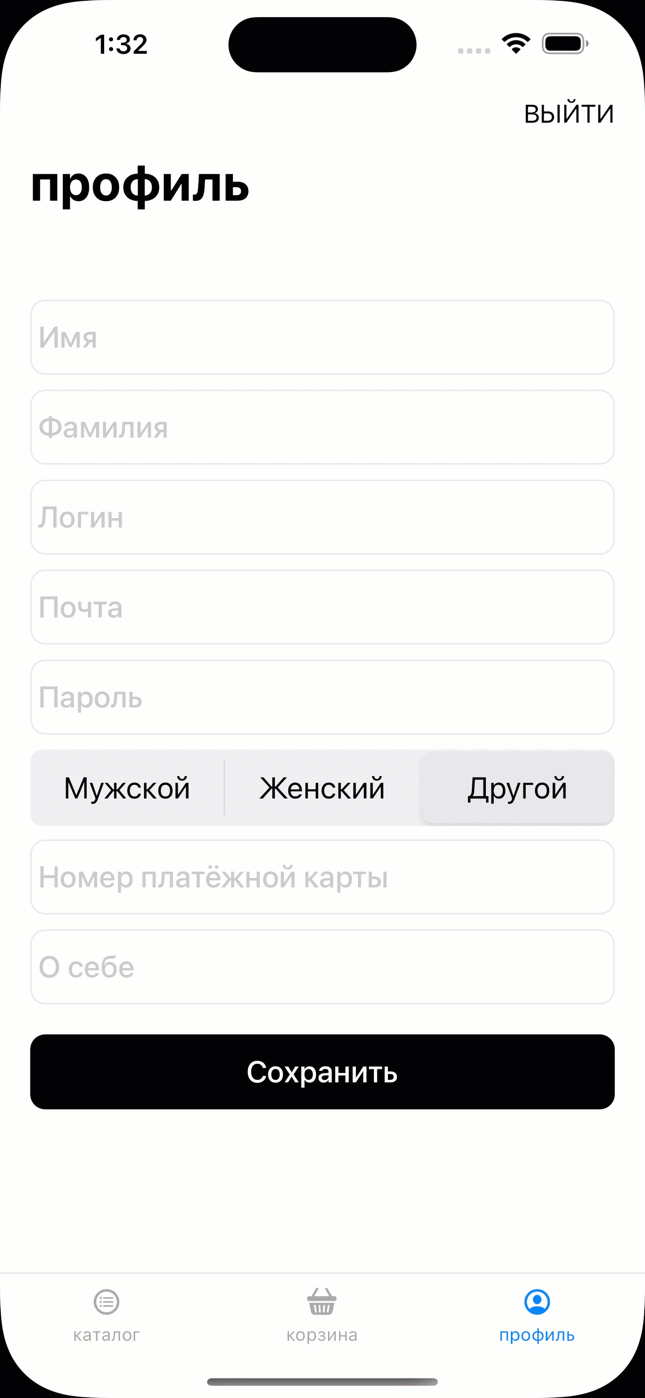 1:32
ВЫЙТИ
профиль
Имя
Фамилия
Логин
Почта
Пароль
Мужской Женский Другой
Номер платёжной карты
О себе
Сохранить
каталог корзина профиль